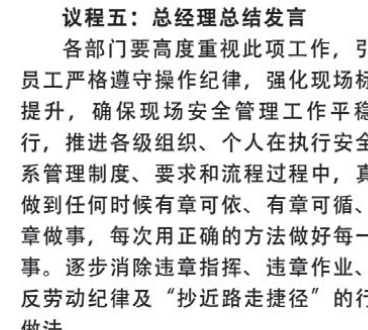 议程五：总经理总结发言
各部门要高度重视此项工作，引
员工严格遵守操作纪律，强化现场标
提升，确保现场安全管理工作平稳
行，推进各级组织、个人在执行安全
系管理制度、要求和流程过程中，真
做到任何时候有章可依、有章可循、
章做事，每次用正确的方法做好每一
事。逐步消除违章指挥、违章作业、
反劳动纪律及“抄近路走捷径”的行
做法